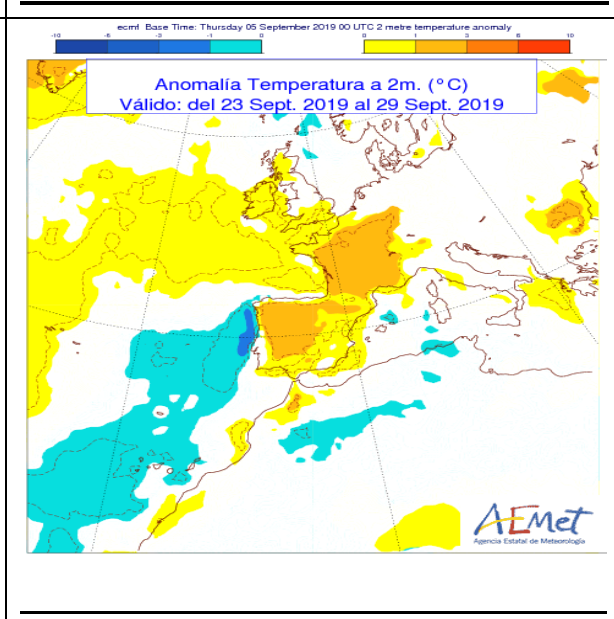 ecmf Base Time: Thursday 05 September 2019 00 UTC 2 metre temperature anomaly
-10 -6 -3 -1 0 0 1 3 6 10
Anomalía Temperatura a 2m. (°C)
Válido: del 23 Sept. 2019 al 29 Sept. 2019
AEMet
Agencia Estatal de Meteorología